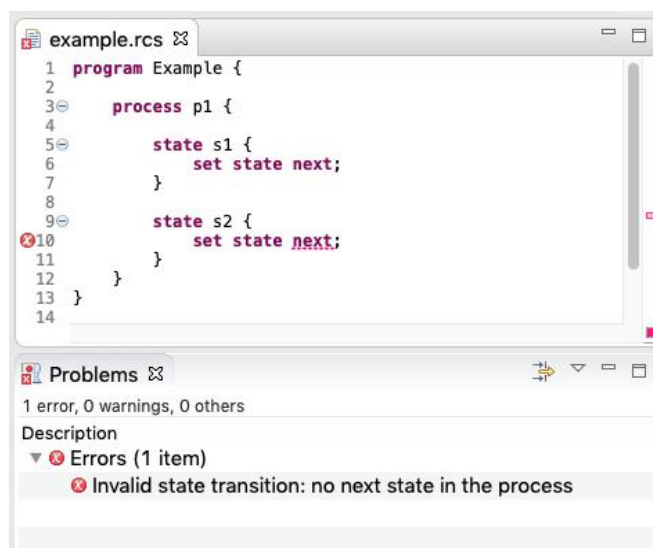 example.rcs
1 program Example {
2
3 process p1 {
4
5 state s1 {
6 set state next;
7 }
8
9 state s2 {
10 set state next;
11 }
12 }
13 }
14
Problems
1 error, 0 warnings, 0 others
Description
Errors (1 item)
Invalid state transition: no next state in the process